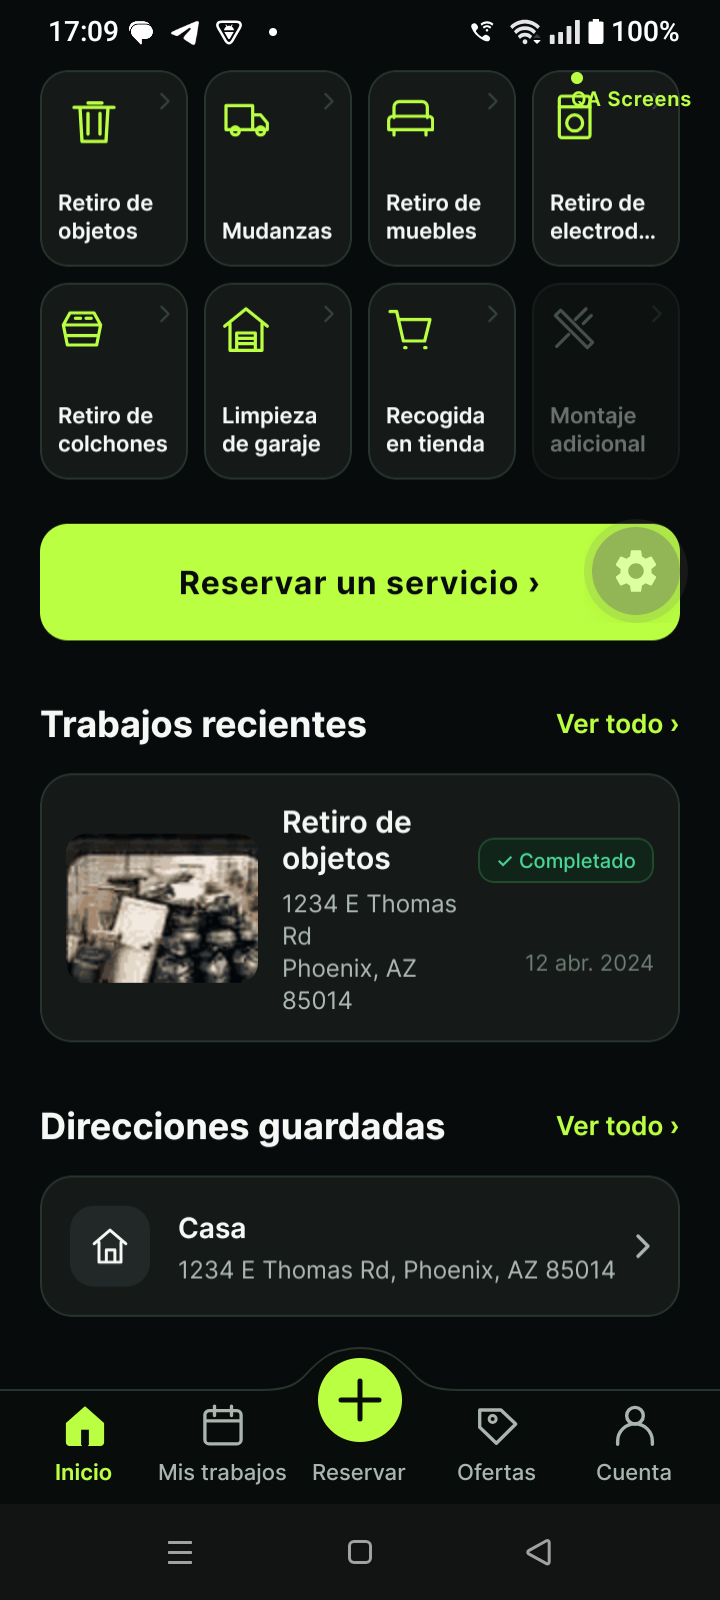 17:09
100%
QA Screens
Retiro de
objetos
Mudanzas
Retiro de
muebles
Retiro de
electrod...
Retiro de
colchones
Limpieza
de garaje
Recogida
en tienda
Montaje
adicional
Reservar un servicio ›
Trabajos recientes
Ver todo ›
Retiro de
objetos
✓ Completado
1234 E Thomas
Rd
Phoenix, AZ
85014
12 abr. 2024
Direcciones guardadas
Ver todo ›
Casa
1234 E Thomas Rd, Phoenix, AZ 85014
Inicio
Mis trabajos
Reservar
Ofertas
Cuenta